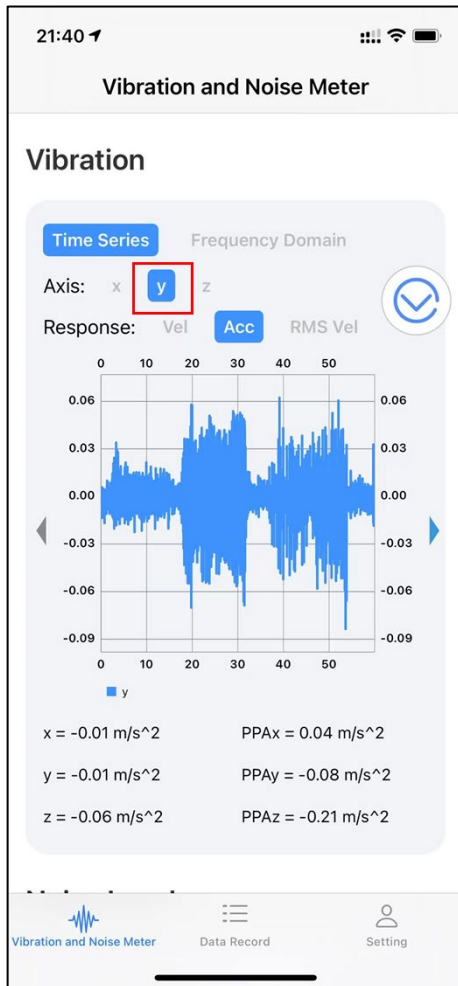 21:40
Vibration and Noise Meter
Vibration
Time Series Frequency Domain
Axis: x y z
Response: Vel Acc RMS Vel
0 10 20 30 40 50
0.06 0.06
0.03 0.03
0.00 0.00
-0.03 -0.03
-0.06 -0.06
-0.09 -0.09
0 10 20 30 40 50
y
x = -0.01 m/s^2 PPAx = 0.04 m/s^2
y = -0.01 m/s^2 PPAy = -0.08 m/s^2
z = -0.06 m/s^2 PPAz = -0.21 m/s^2
Vibration and Noise Meter Data Record Setting